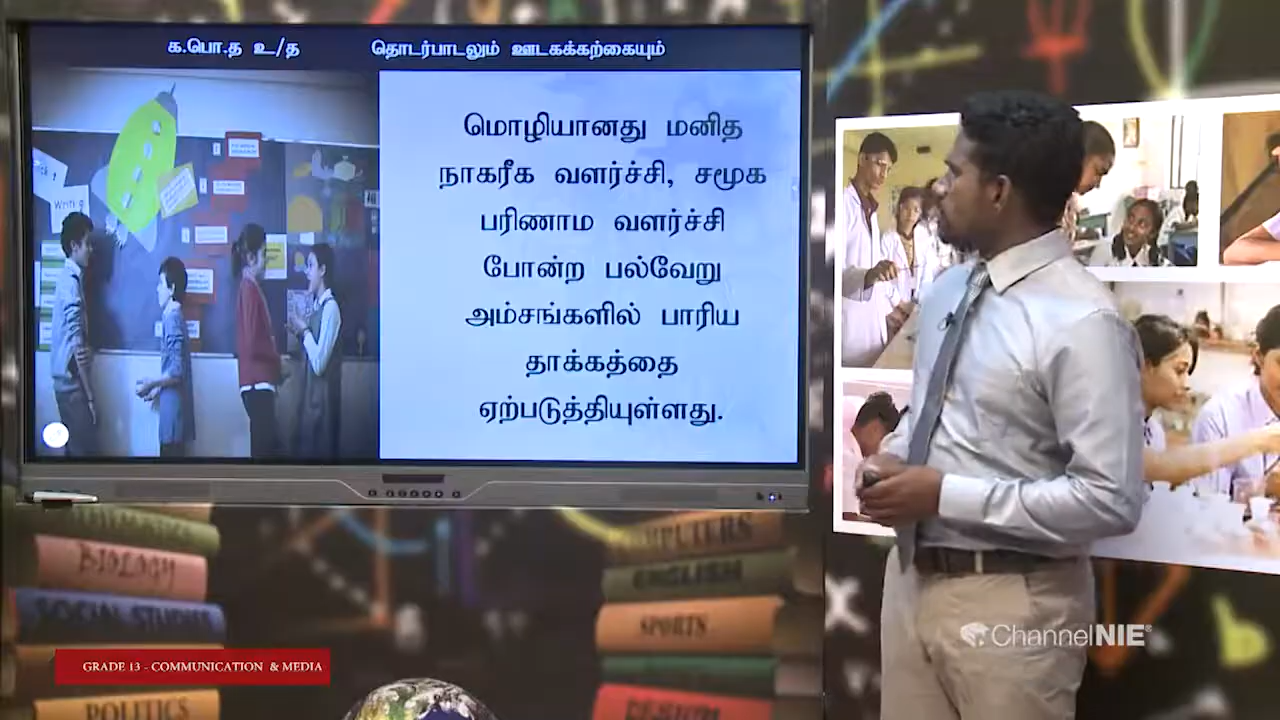 க.பொ.த உ/த தொடர்பாடலும் ஊடகக்கற்கையும்
மொழியானது மனித
நாகரீக வளர்ச்சி, சமூக
பரிணாம வளர்ச்சி
போன்ற பல்வேறு
அம்சங்களில் பாரிய
தாக்கத்தை
ஏற்படுத்தியுள்ளது.
BIOLOGY
SOCIAL STUDIES
POLITICS
ENGLISH
SPORTS
GRADE 13 - COMMUNICATION & MEDIA
ChannelNIE